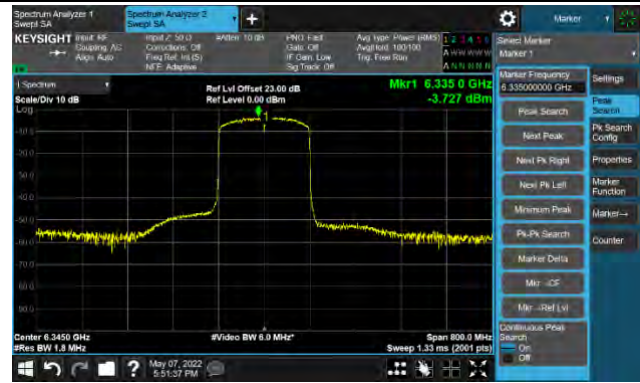 Spectrum Analyzer 1
Swept SA
Spectrum Analyzer 2
Swept SA
+
Marker
KEYSIGHT
Input: RF
Coupling: AC
Align: Auto
Input Z: 50 Ω
Corrections: Off
Freq Ref: Int (S)
NFE: Adaptive
#Atten: 10 dB
PNO: Fast
Gate: Off
IF Gain: Low
Sig Track: Off
Avg Type: Power (RMS)
Avg|Hold: 100/100
Trig: Free Run
1 2 3 4 5 6
A W W W W W
A N N N N N
Select Marker
Marker 1
1 Spectrum
Scale/Div 10 dB
Log
Ref Lvl Offset 23.00 dB
Ref Level 0.00 dBm
Mkr1 6.335 0 GHz
-3.727 dBm
1
-10.0
-20.0
-30.0
-40.0
-50.0
-60.0
-70.0
-80.0
-90.0
Center 6.3450 GHz
#Res BW 1.8 MHz
#Video BW 6.0 MHz*
Span 800.0 MHz
Sweep 1.33 ms (2001 pts)
Marker Frequency
6.335000000 GHz
Peak Search
Next Peak
Next Pk Right
Next Pk Left
Minimum Peak
Pk-Pk Search
Marker Delta
Mkr→CF
Mkr→Ref Lvl
Continuous Peak
Search
On
Off
Settings
Peak
Search
Pk Search
Config
Properties
Marker
Function
Marker→
Counter
?
May 07, 2022
5:51:37 PM